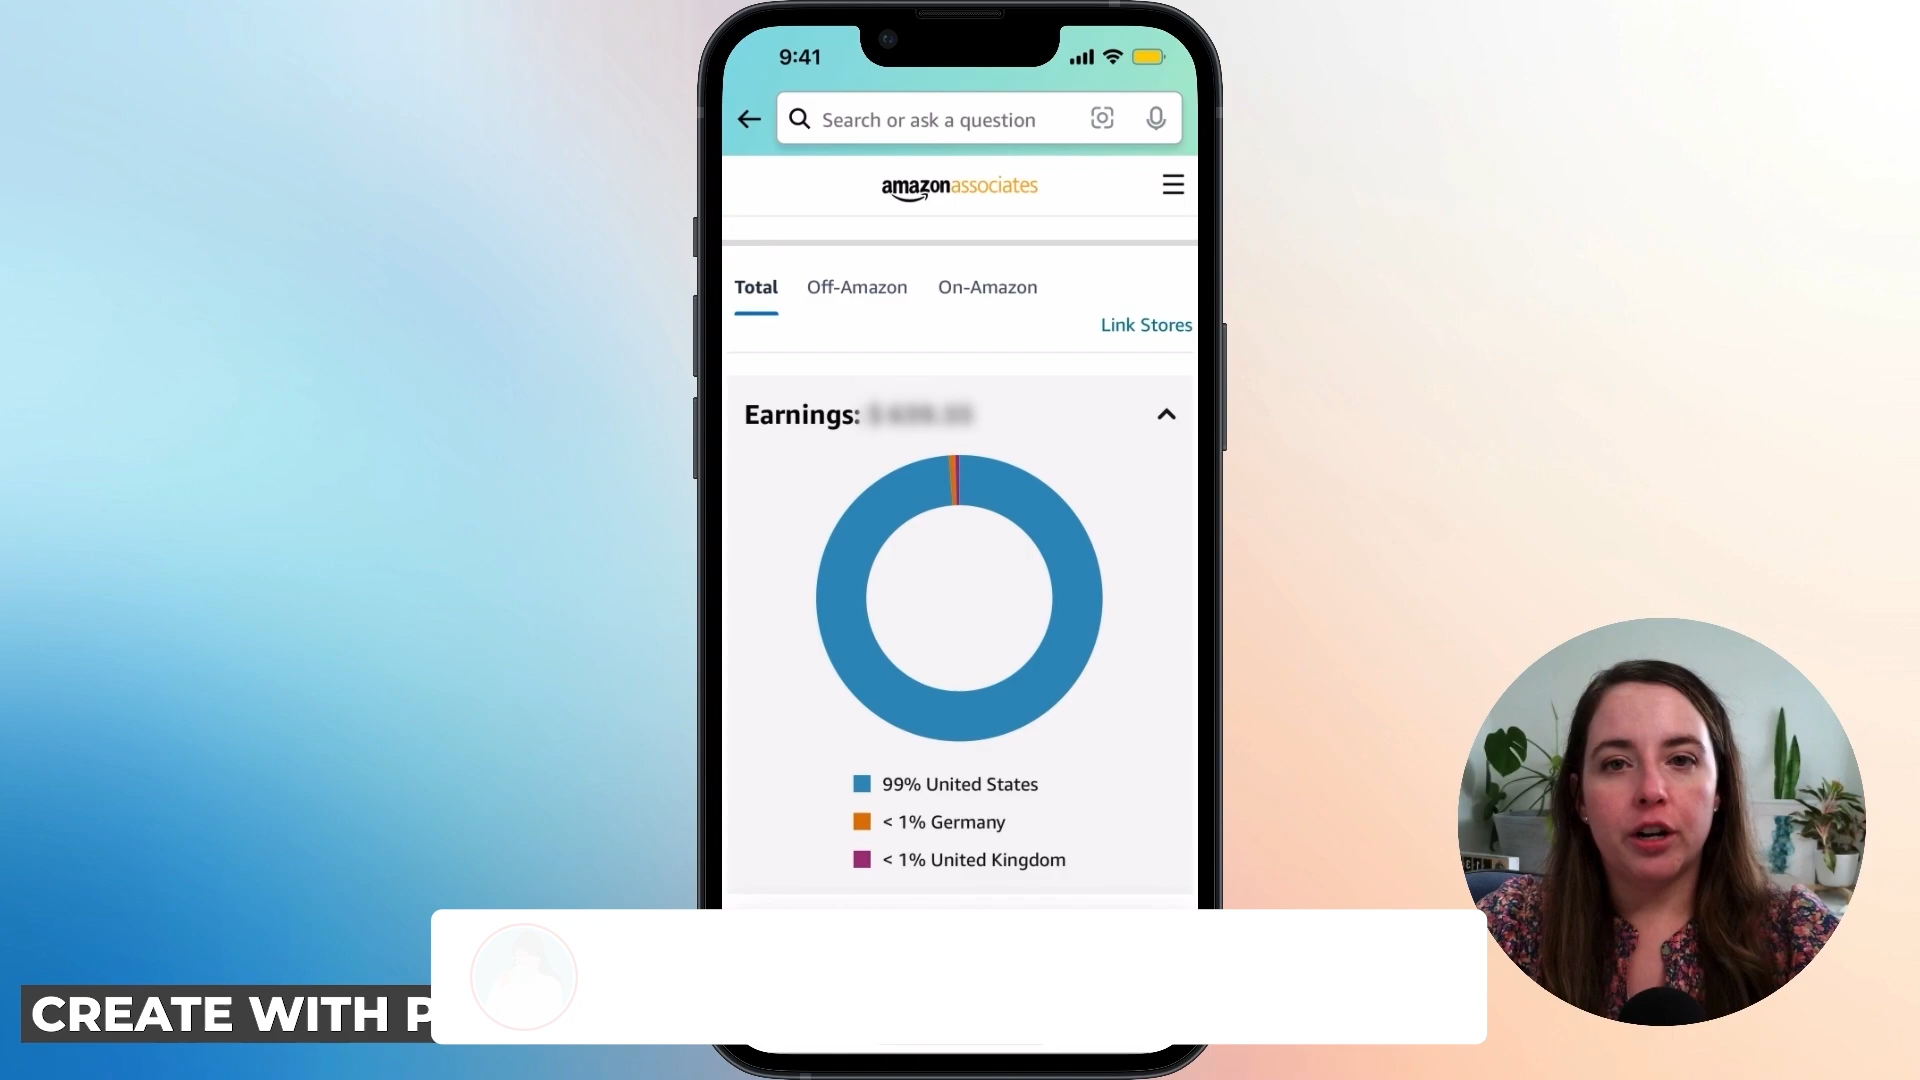 9:41
Search or ask a question
amazonassociates
Total Off-Amazon On-Amazon
Link Stores
Earnings:
99% United States
< 1% Germany
< 1% United Kingdom
CREATE WITH P